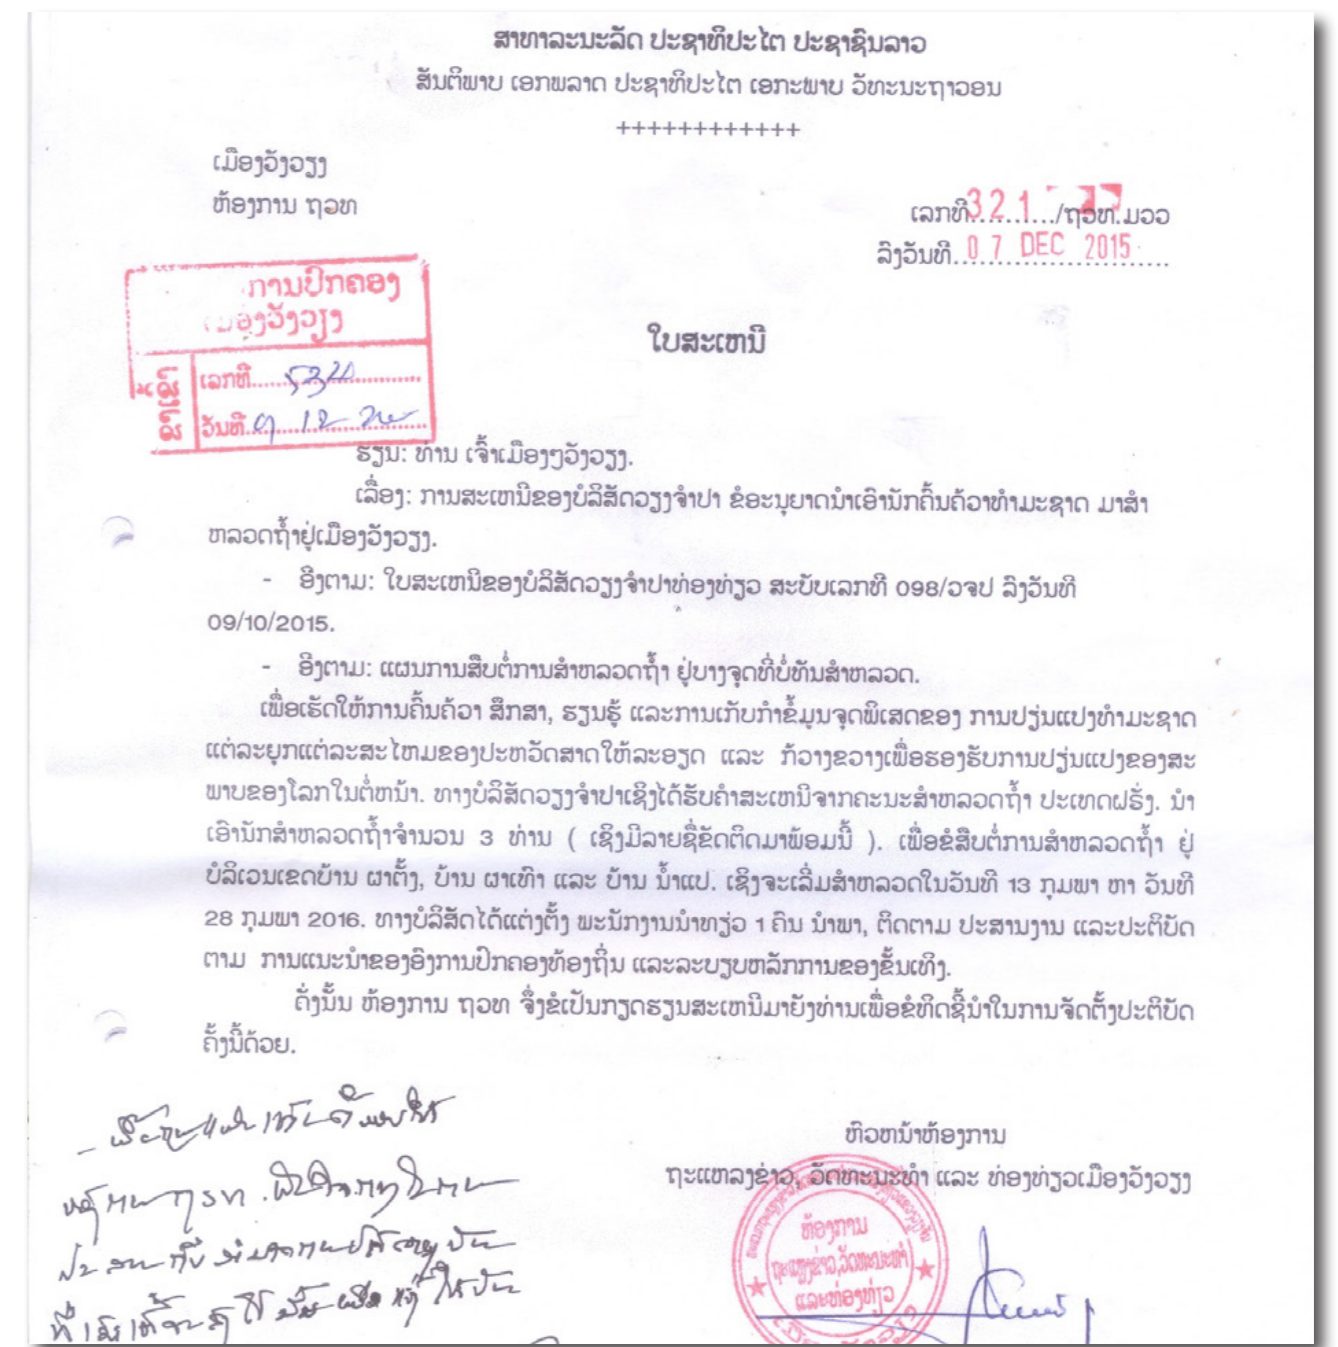 ສາທາລະນະລັດ ປະຊາທິປະໄຕ ປະຊາຊົນລາວ
ສັນຕິພາບ ເອກພລາດ ປະຊາທິປະໄຕ ເອກະພາບ ວັທະນະຖາວອນ
++++++++++++
ເມືອງວັງວຽງ
ຫ້ອງການ ຖວທ
ເລກທີ 321 /ຖວທ.ມວວ
ລົງວັນທີ 07 DEC 2015
ການປົກຄອງ
ເມືອງວັງວຽງ
ຂາເຂົ້າ
ເລກທີ
ວັນທີ
ໃບສະເຫນີ
ຮຽນ: ທ່ານ ເຈົ້າເມືອງໆວັງວຽງ.
ເລື່ອງ: ການສະເຫນີຂອງບໍລິສັດວຽງຈຳປາ ຂໍອະນຸຍາດນຳເອົານັກຄົ້ນຄ້ວາທຳມະຊາດ ມາສຳ
ຫລວດຖ້ຳຢູ່ເມືອງວັງວຽງ.
- ອີງຕາມ: ໃບສະເຫນີຂອງບໍລິສັດວຽງຈຳປາທ່ອງທ່ຽວ ສະບັບເລກທີ 098/ວຈປ ລົງວັນທີ
09/10/2015.
- ອີງຕາມ: ແຜນການສືບຕໍ່ການສຳຫລວດຖ້ຳ ຢູ່ບາງຈຸດທີ່ບໍ່ທັນສຳຫລວດ.
ເພື່ອເຮັດໃຫ້ການຄົ້ນຄ້ວາ ສຶກສາ, ຮຽນຮູ້ ແລະການເກັບກຳຂໍ້ມູນຈຸດພິເສດຂອງ ການປຽ່ນແປງທຳມະຊາດ
ແຕ່ລະຍຸກແຕ່ລະສະໄຫມຂອງປະຫວັດສາດໃຫ້ລະອຽດ ແລະ ກ້ວາງຂວາງເພື່ອຮອງຮັບການປຽ່ນແປງຂອງສະ
ພາບຂອງໂລກໃນຕໍ່ຫນ້າ. ທາງບໍລິສັດວຽງຈຳປາເຊິ່ງໄດ້ຮັບຄຳສະເຫນີຈາກຄະນະສຳຫລວດຖ້ຳ ປະເທດຝຣັ່ງ. ນຳ
ເອົານັກສຳຫລວດຖ້ຳຈຳນວນ 3 ທ່ານ ( ເຊິງມີລາຍຊື່ຂັດຕິດມາພ້ອມນີ້ ). ເພື່ອຂໍສືບຕໍ່ການສຳຫລວດຖ້ຳ ຢູ່
ບໍລິເວນເຂດບ້ານ ຜາຕັ້ງ, ບ້ານ ຜາເທົາ ແລະ ບ້ານ ນ້ຳແປ. ເຊິງຈະເລີ່ມສຳຫລວດໃນວັນທີ 13 ກຸມພາ ຫາ ວັນທີ
28 ກຸມພາ 2016. ທາງບໍລິສັດໄດ້ແຕ່ງຕັ້ງ ພະນັກງານນຳທຽ່ວ 1 ຄົນ ນຳພາ, ຕິດຕາມ ປະສານງານ ແລະປະຕິບັດ
ຕາມ ການແນະນຳຂອງອົງການປົກຄອງທ້ອງຖິ່ນ ແລະລະບຽບຫລັກການຂອງຂັ້ນເທິງ.
ດັ່ງນັ້ນ ຫ້ອງການ ຖວທ ຈຶ່ງຂໍເປັນກຽດຮຽນສະເຫນີມາຍັງທ່ານເພື່ອຂໍທິດຊີ້ນຳໃນການຈັດຕັ້ງປະຕິບັດ
ຄັ້ງນີ້ດ້ວຍ.
ຫົວຫນ້າຫ້ອງການ
ຖະແຫລງຂ່າວ, ວັດທະນະທຳ ແລະ ທ່ອງທ່ຽວເມືອງວັງວຽງ
ຫ້ອງການ
ຖະແຫຼງຂ່າວ,ວັດທະນະທຳ
ແລະທ່ອງທ່ຽວ